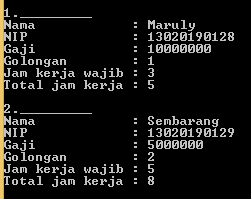 1.__________
Nama : Maruly
NIP : 13020190128
Gaji : 10000000
Golongan : 1
Jam kerja wajib : 3
Total jam kerja : 5
2.__________
Nama : Sembarang
NIP : 13020190129
Gaji : 5000000
Golongan : 2
Jam kerja wajib : 5
Total jam kerja : 8